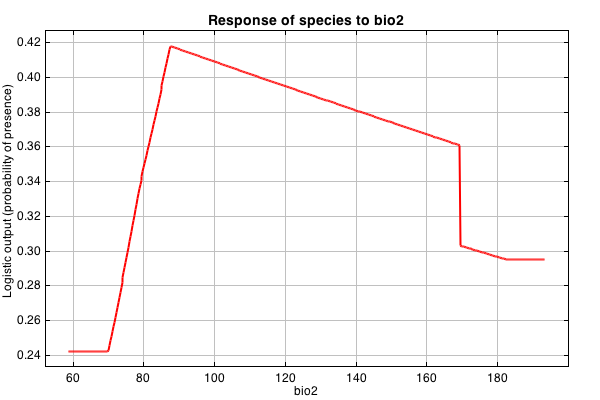 Response of species to bio2
Logistic output (probability of presence)
0.42
0.40
0.38
0.36
0.34
0.32
0.30
0.28
0.26
0.24
60 80 100 120 140 160 180
bio2